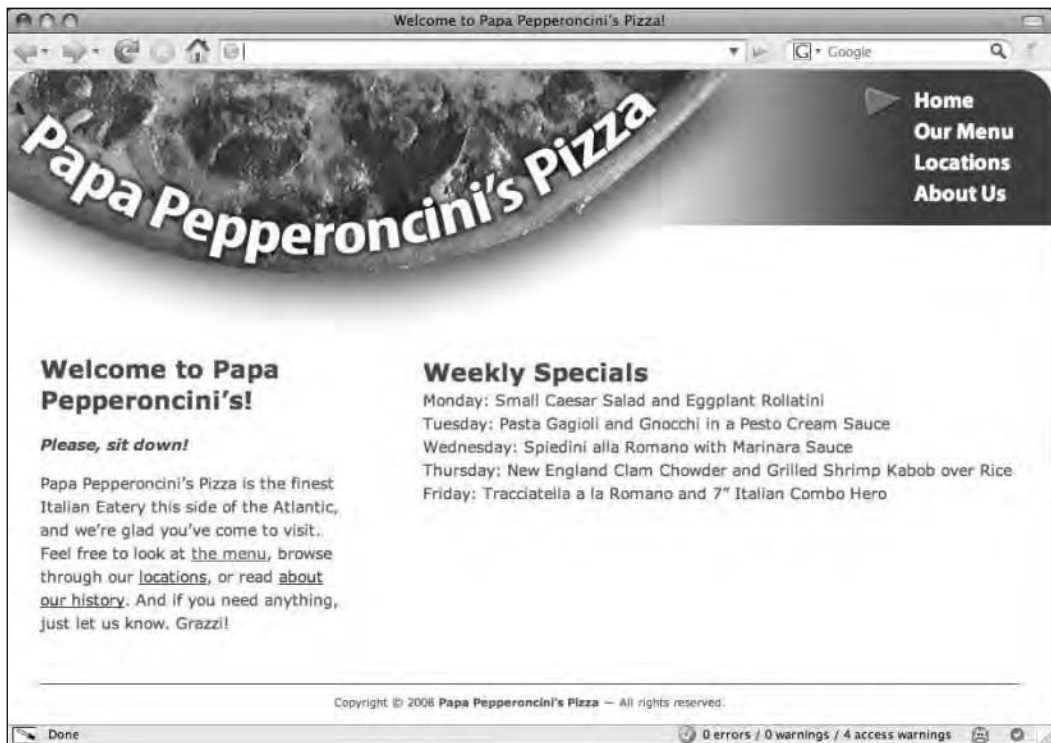 Welcome to Papa Pepperoncini's Pizza!
G Google
Papa Pepperoncini's Pizza
Home
Our Menu
Locations
About Us
Welcome to Papa
Pepperoncini's!
Please, sit down!
Papa Pepperoncini's Pizza is the finest
Italian Eatery this side of the Atlantic,
and we're glad you've come to visit.
Feel free to look at the menu, browse
through our locations, or read about
our history. And if you need anything,
just let us know. Grazzi!
Weekly Specials
Monday: Small Caesar Salad and Eggplant Rollatini
Tuesday: Pasta Gagioli and Gnocchi in a Pesto Cream Sauce
Wednesday: Spiedini alla Romano with Marinara Sauce
Thursday: New England Clam Chowder and Grilled Shrimp Kabob over Rice
Friday: Tracciatella a la Romano and 7” Italian Combo Hero
Copyright © 2006 Papa Pepperoncini's Pizza — All rights reserved.
Done
0 errors / 0 warnings / 4 access warnings